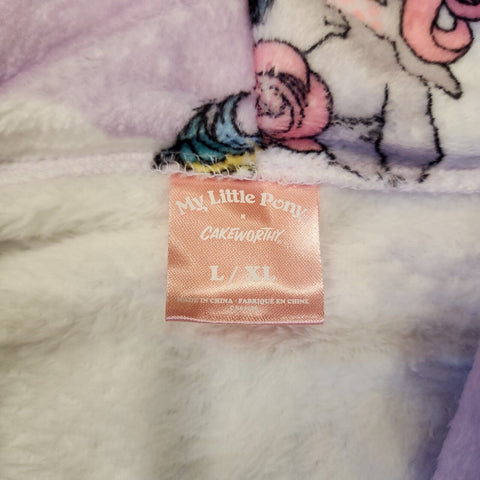 My Little Pony
x
CAKEWORTHY
L / XL
MADE IN CHINA • FABRIQUÉ EN CHINE